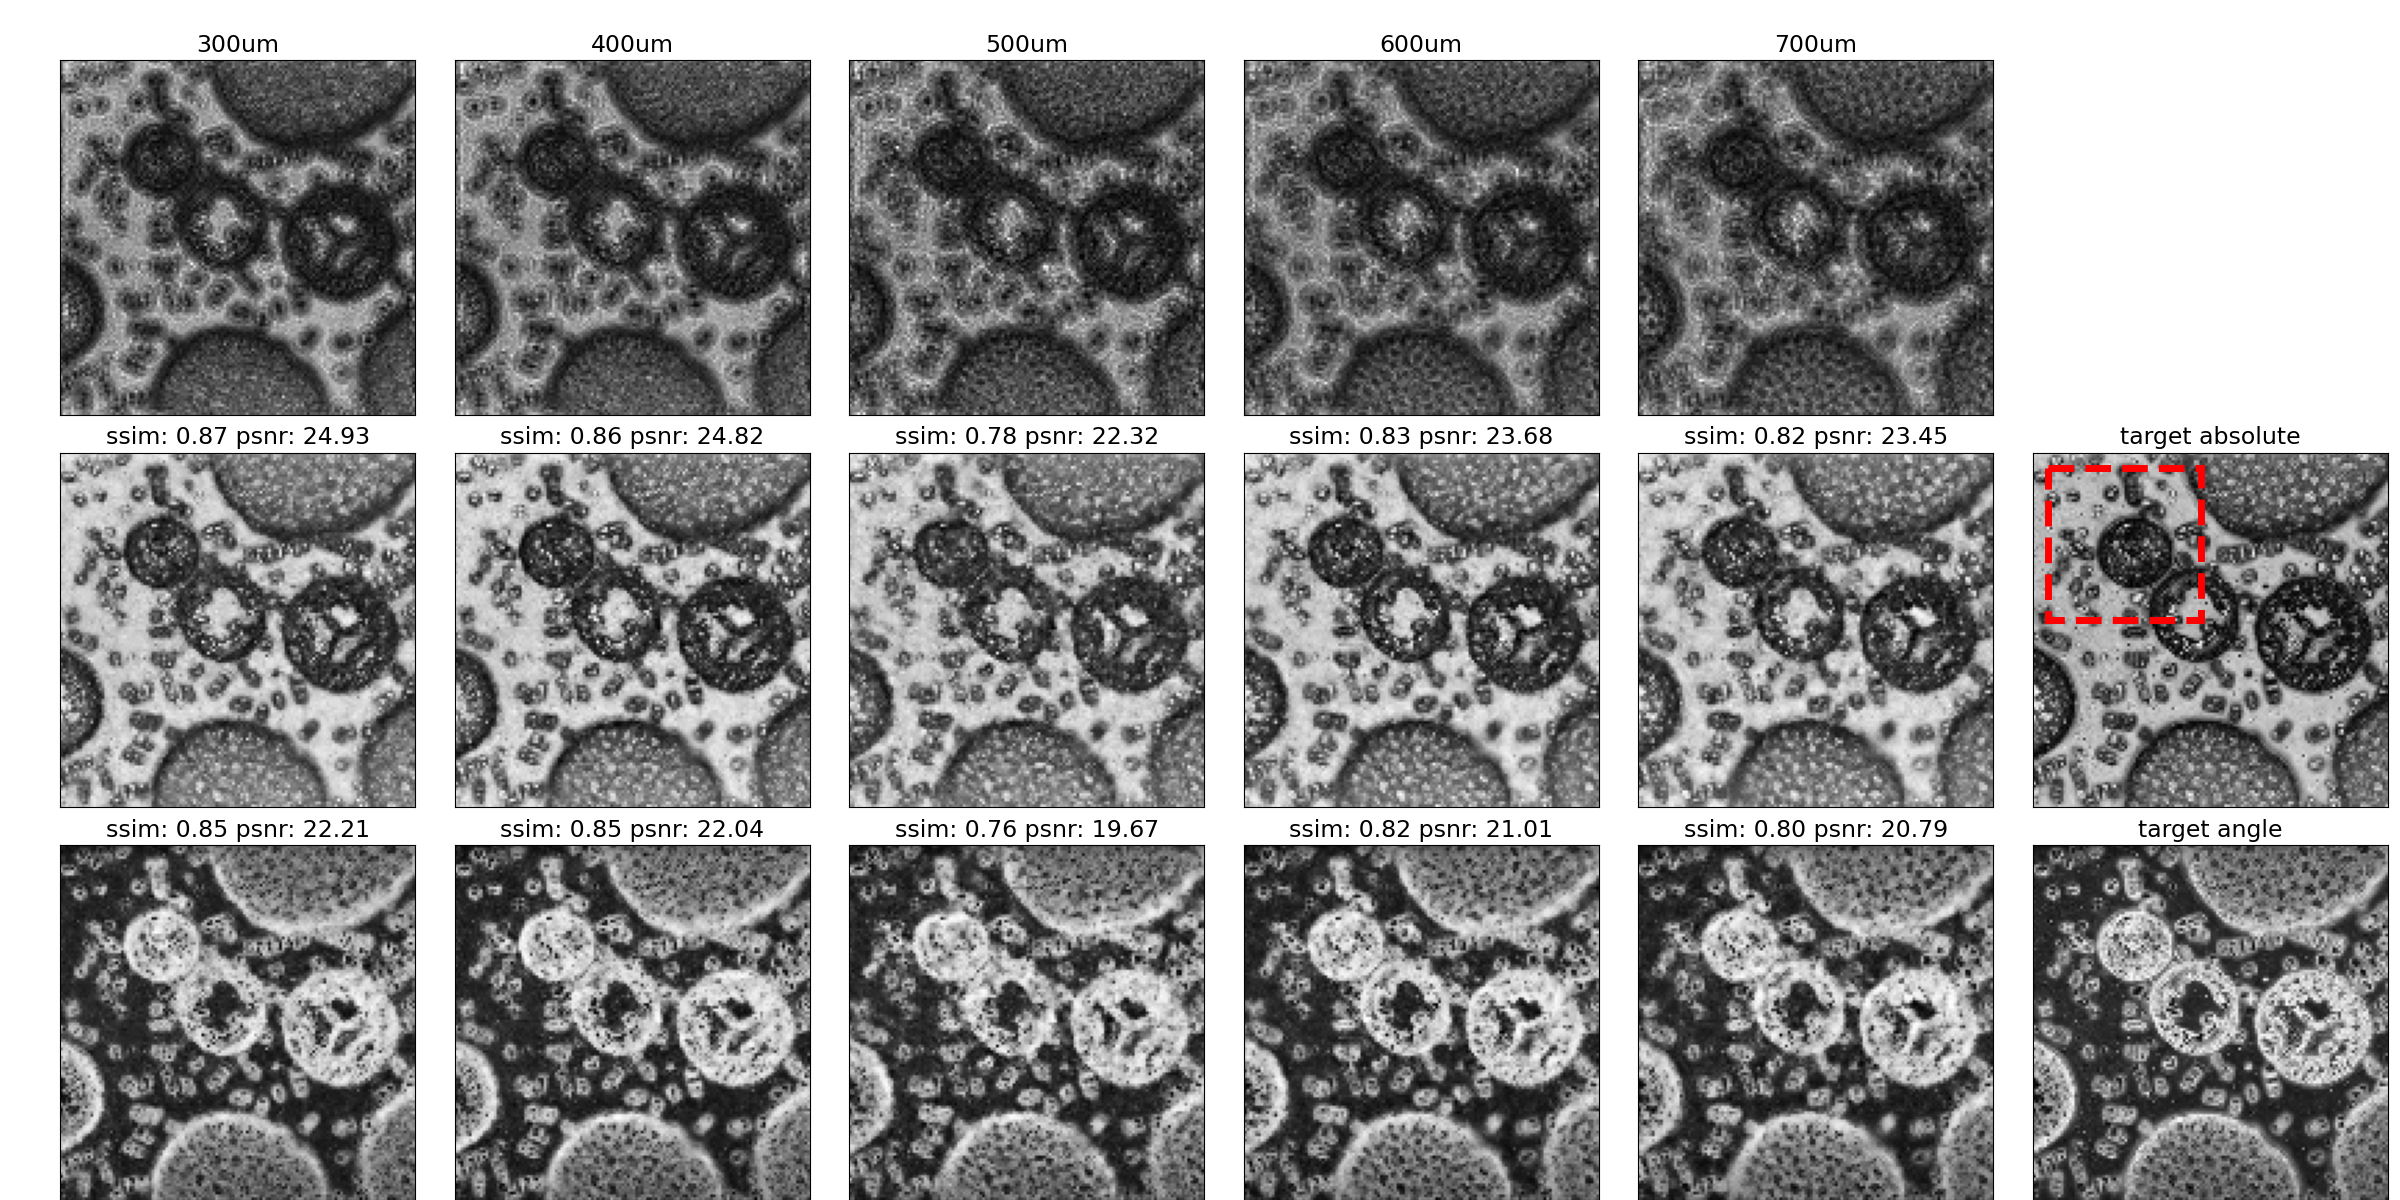 300um
400um
500um
600um
700um
ssim: 0.87 psnr: 24.93
ssim: 0.86 psnr: 24.82
ssim: 0.78 psnr: 22.32
ssim: 0.83 psnr: 23.68
ssim: 0.82 psnr: 23.45
target absolute
ssim: 0.85 psnr: 22.21
ssim: 0.85 psnr: 22.04
ssim: 0.76 psnr: 19.67
ssim: 0.82 psnr: 21.01
ssim: 0.80 psnr: 20.79
target angle